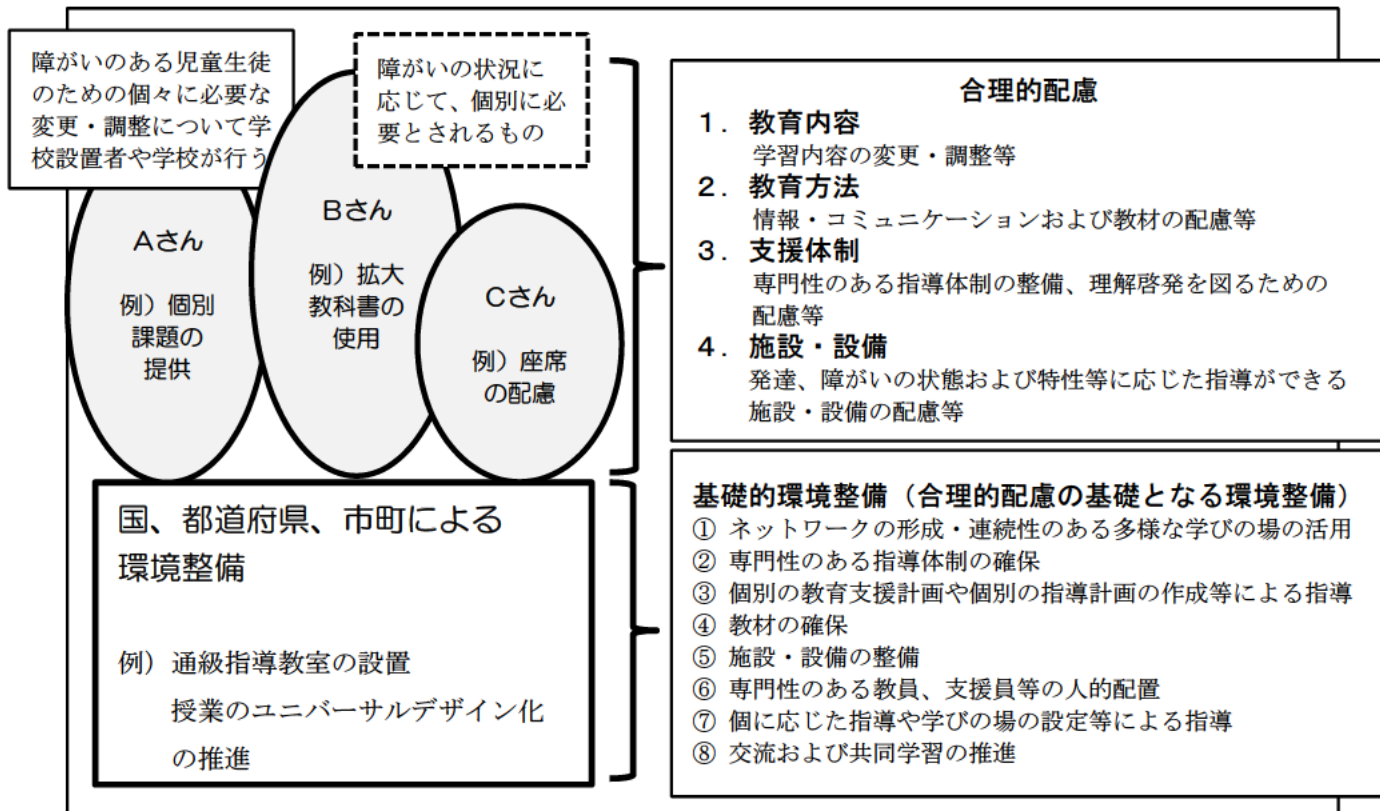 障がいのある児童生徒
のための個々に必要な
変更・調整について学
校設置者や学校が行う
障がいの状況に
応じて、個別に必
要とされるもの
Aさん
例）個別
課題の
提供
Bさん
例）拡大
教科書の
使用
Cさん
例）座席
の配慮
合理的配慮
１．教育内容
学習内容の変更・調整等
２．教育方法
情報・コミュニケーションおよび教材の配慮等
３．支援体制
専門性のある指導体制の整備、理解啓発を図るための
配慮等
４．施設・設備
発達、障がいの状態および特性等に応じた指導ができる
施設・設備の配慮等
国、都道府県、市町による
環境整備
例）通級指導教室の設置
授業のユニバーサルデザイン化
の推進
基礎的環境整備（合理的配慮の基礎となる環境整備）
① ネットワークの形成・連続性のある多様な学びの場の活用
② 専門性のある指導体制の確保
③ 個別の教育支援計画や個別の指導計画の作成等による指導
④ 教材の確保
⑤ 施設・設備の整備
⑥ 専門性のある教員、支援員等の人的配置
⑦ 個に応じた指導や学びの場の設定等による指導
⑧ 交流および共同学習の推進